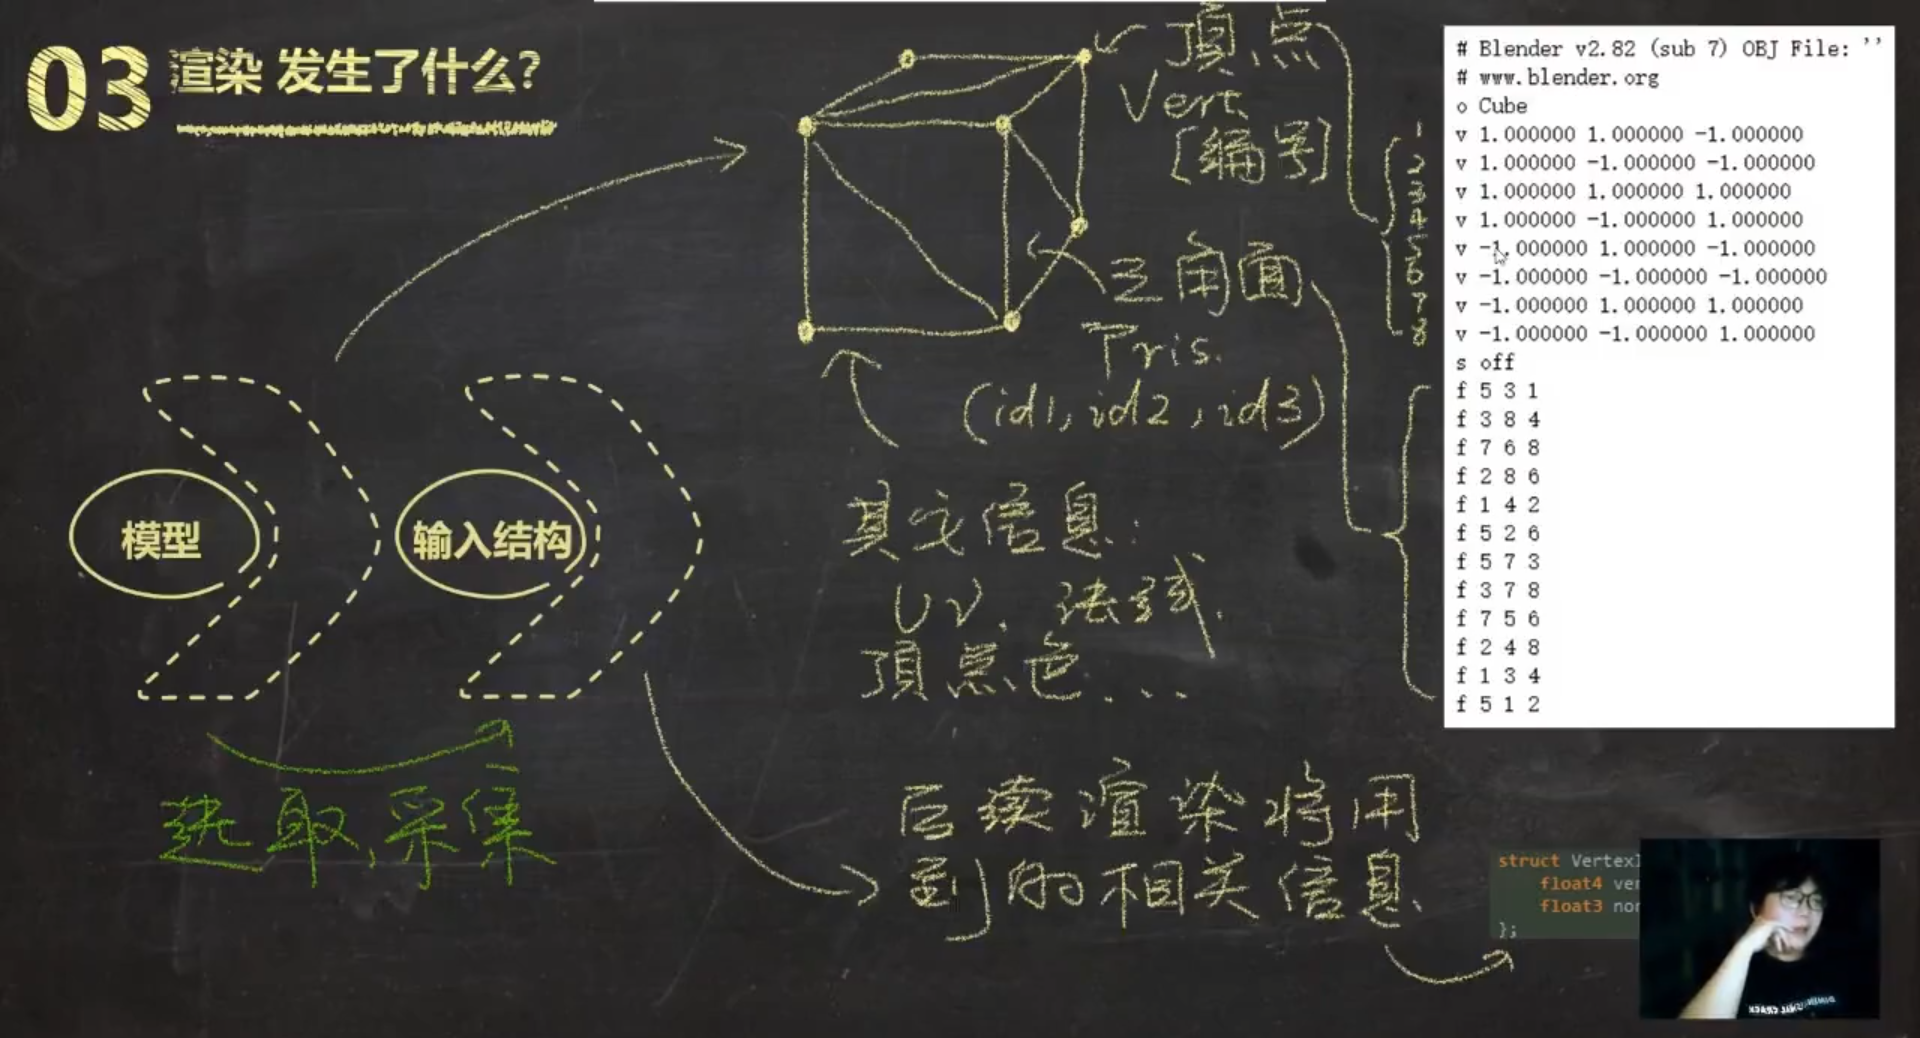 03 渲染 发生了什么?
頂点
Vert
[编号]
三角面
Tris.
(id1, id2, id3)
其它信息:
UV. 法线.
頂点色...
模型
输入结构
选取,采集
后续渲染将用
到的相关信息
1
2
3
4
5
6
7
8
# Blender v2.82 (sub 7) OBJ File: ''
# www.blender.org
o Cube
v 1.000000 1.000000 -1.000000
v 1.000000 -1.000000 -1.000000
v 1.000000 1.000000 1.000000
v 1.000000 -1.000000 1.000000
v -1.000000 1.000000 -1.000000
v -1.000000 -1.000000 -1.000000
v -1.000000 1.000000 1.000000
v -1.000000 -1.000000 1.000000
s off
f 5 3 1
f 3 8 4
f 7 6 8
f 2 8 6
f 1 4 2
f 5 2 6
f 5 7 3
f 3 7 8
f 7 5 6
f 2 4 8
f 1 3 4
f 5 1 2
struct VertexI
float4 ver
float3 nor
};